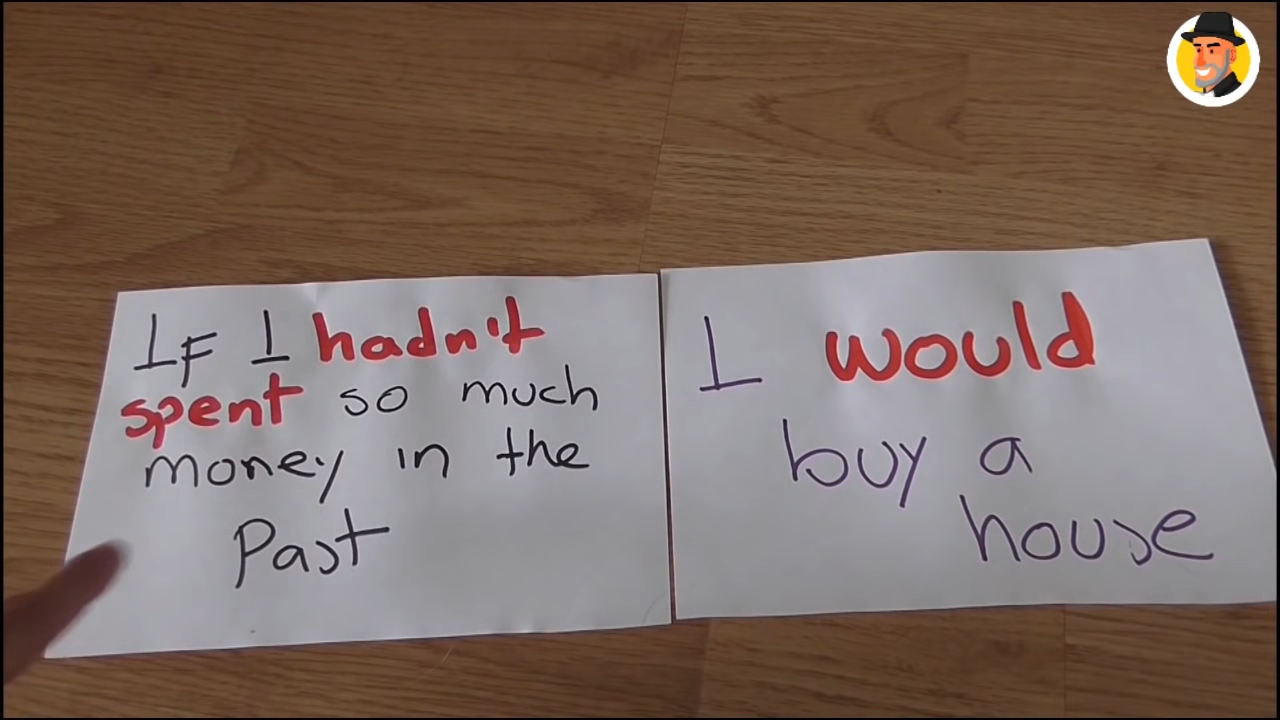 IF I hadn't
spent so much
money in the
Past
I would
buy a
house